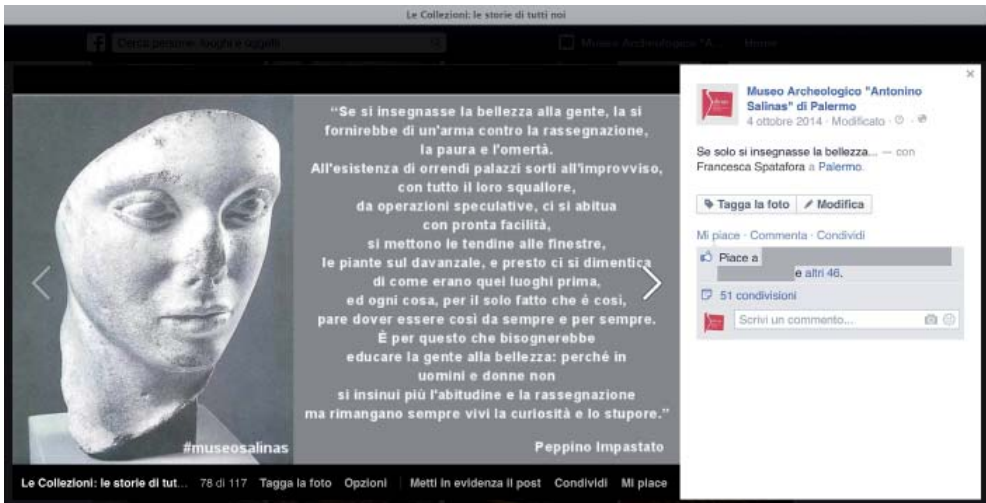 Le Collezioni: le storie di tutti noi
Cerca persone, luoghi e oggetti
Museo Archeologico "A...
Home
"Se si insegnasse la bellezza alla gente, la si
fornirebbe di un'arma contro la rassegnazione,
la paura e l'omertà.
All'esistenza di orrendi palazzi sorti all'improvviso,
con tutto il loro squallore,
da operazioni speculative, ci si abitua
con pronta facilità,
si mettono le tendine alle finestre,
le piante sul davanzale, e presto ci si dimentica
di come erano quei luoghi prima,
ed ogni cosa, per il solo fatto che è così,
pare dover essere così da sempre e per sempre.
È per questo che bisognerebbe
educare la gente alla bellezza: perché in
uomini e donne non
si insinui più l'abitudine e la rassegnazione
ma rimangano sempre vivi la curiosità e lo stupore."
Peppino Impastato
#museosalinas
Le Collezioni: le storie di tut... 78 di 117 Tagga la foto Opzioni Metti in evidenza il post Condividi Mi piace
Museo Archeologico "Antonino
Salinas" di Palermo
4 ottobre 2014 · Modificato ·
Se solo si insegnasse la bellezza... — con
Francesca Spatafora a Palermo.
Tagga la foto Modifica
Mi piace · Commenta · Condividi
Piace a
e altri 46.
51 condivisioni
Scrivi un commento...